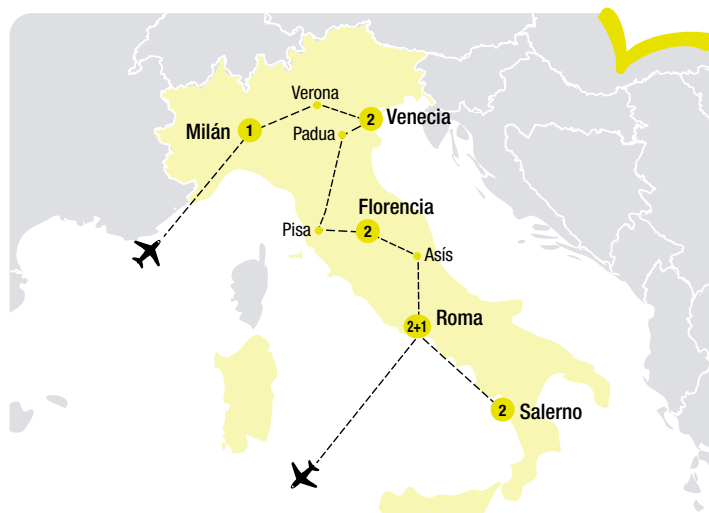 Verona
Milán
1
2
Venecia
Padua
Florencia
Pisa
2
Asís
2+1
Roma
2
Salerno